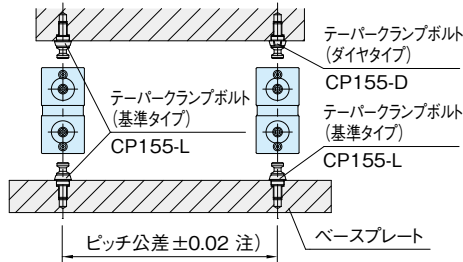 テーパークランプボルト
(ダイヤタイプ)
CP155-D
テーパークランプボルト
(基準タイプ)
CP155-L
テーパークランプボルト
(基準タイプ)
CP155-L
ピッチ公差±0.02 注)
ベースプレート